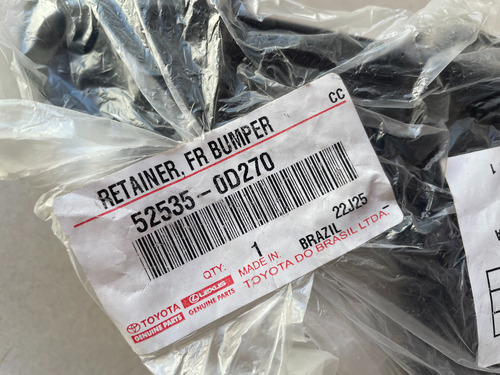 CC
RETAINER, FR BUMPER
52535-0D270
QTY. 1 MADE IN BRAZIL 22J25 -
TOYOTA DO BRASIL LTDA.
TOYOTA
GENUINE PARTS
LEXUS
GENUINE PARTS
1